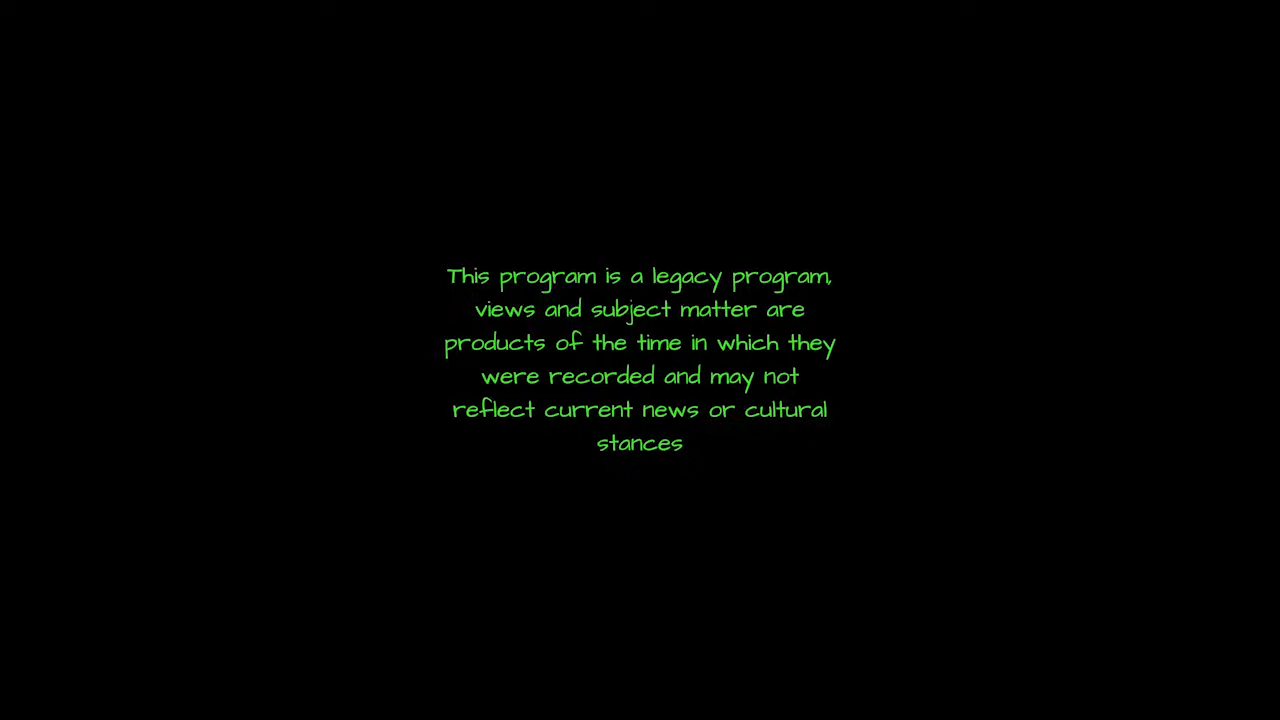 This program is a legacy program,
views and subject matter are
products of the time in which they
were recorded and may not
reflect current news or cultural
stances